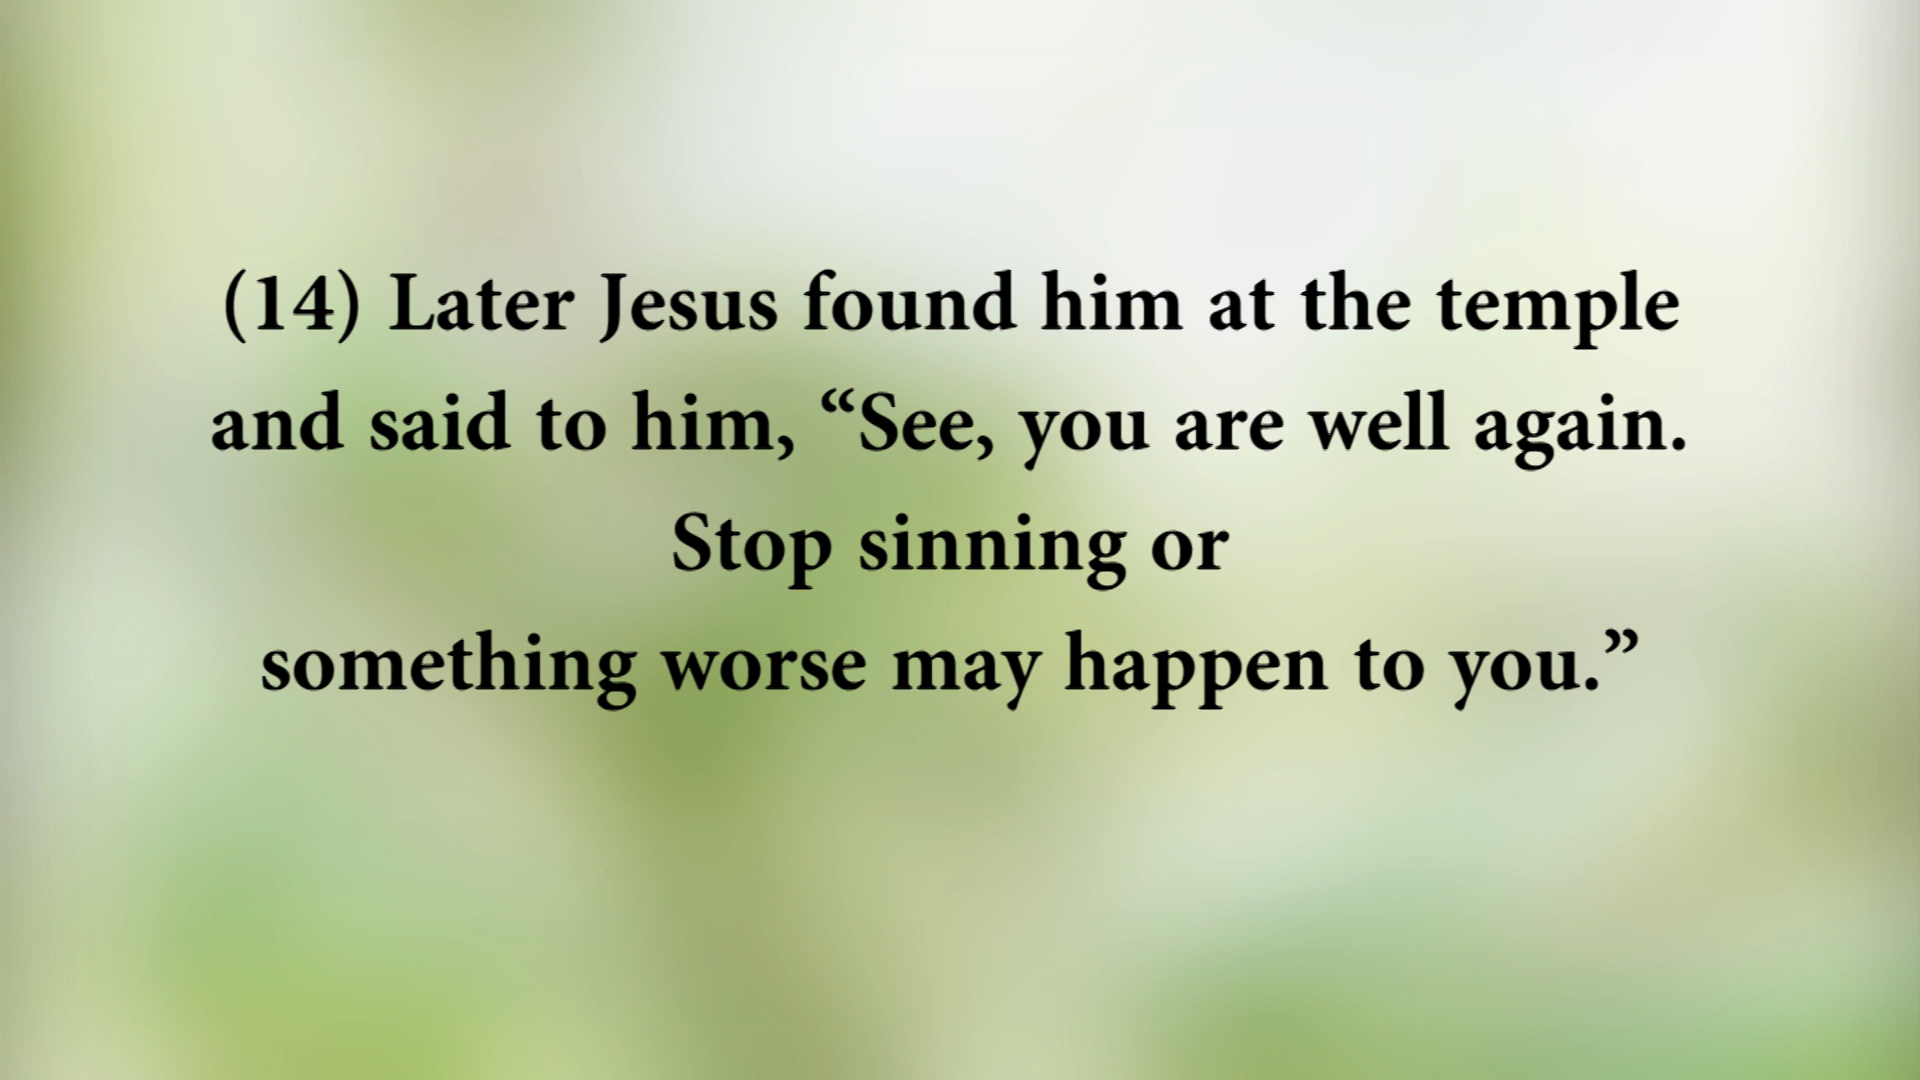 (14) Later Jesus found him at the temple
and said to him, “See, you are well again.
Stop sinning or
something worse may happen to you.”